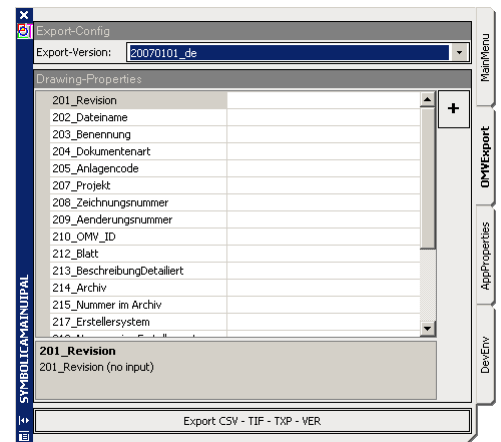 Export-Config
Export-Version: 20070101_de
Drawing-Properties
201_Revision
202_Dateiname
203_Benennung
204_Dokumentenart
205_Anlagencode
207_Projekt
208_Zeichnungsnummer
209_Aenderungsnummer
210_OMV_ID
212_Blatt
213_BeschreibungDetailiert
214_Archiv
215_Nummer im Archiv
217_Erstellersystem
201_Revision
201_Revision (no input)
Export CSV - TIF - TXP - VER
MainMenu
OMVExport
AppProperties
DevEnv
SYMBOLICAMAINUIPAL